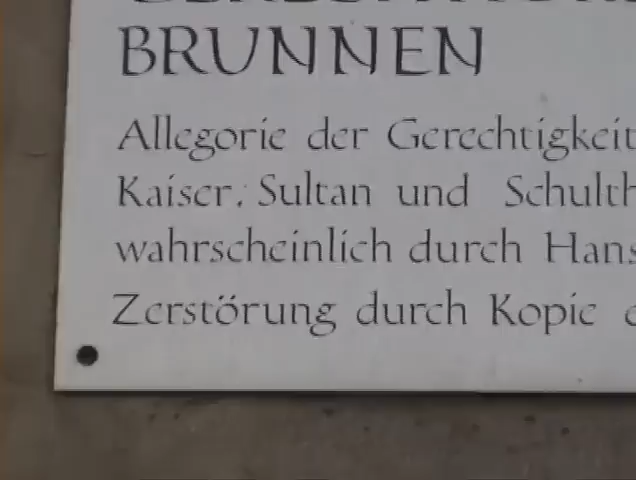 BRUNNEN
Allegorie der Gerechtigkeit
Kaiser, Sultan und Schulth
wahrscheinlich durch Hans
Zerstörung durch Kopie